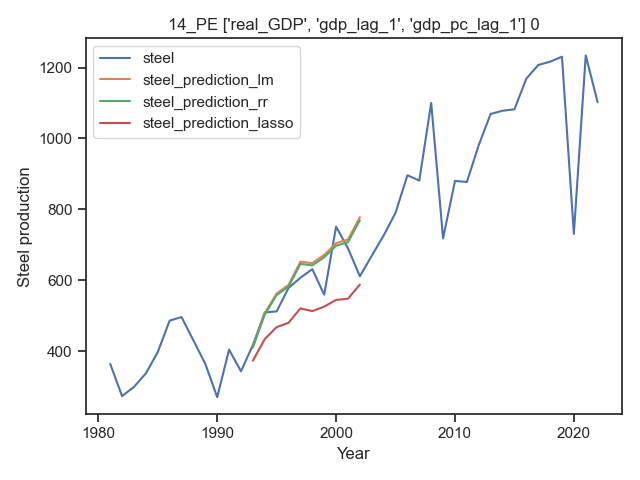 14_PE ['real_GDP', 'gdp_lag_1', 'gdp_pc_lag_1'] 0
steel
steel_prediction_lm
steel_prediction_rr
steel_prediction_lasso
1200
1000
800
600
400
Steel production
1980 1990 2000 2010 2020
Year